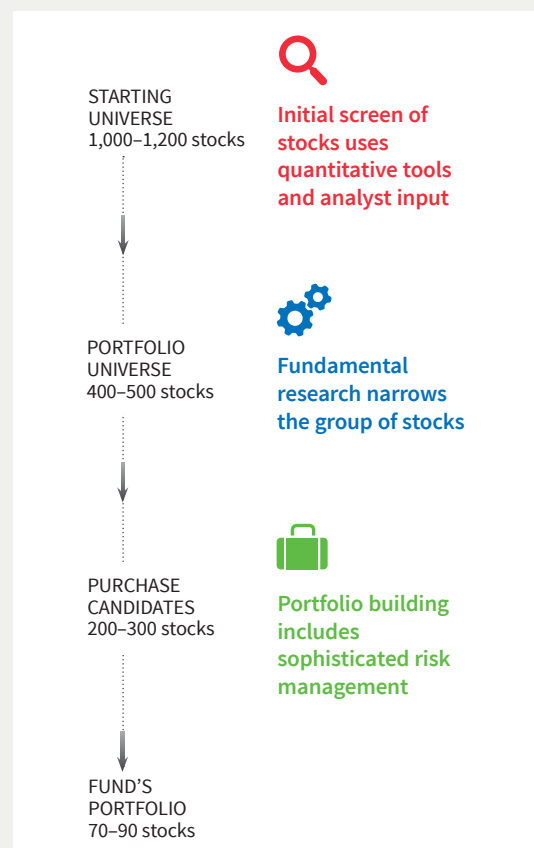 STARTING
UNIVERSE
1,000–1,200 stocks
Initial screen of
stocks uses
quantitative tools
and analyst input
PORTFOLIO
UNIVERSE
400–500 stocks
Fundamental
research narrows
the group of stocks
PURCHASE
CANDIDATES
200–300 stocks
Portfolio building
includes
sophisticated risk
management
FUND’S
PORTFOLIO
70–90 stocks